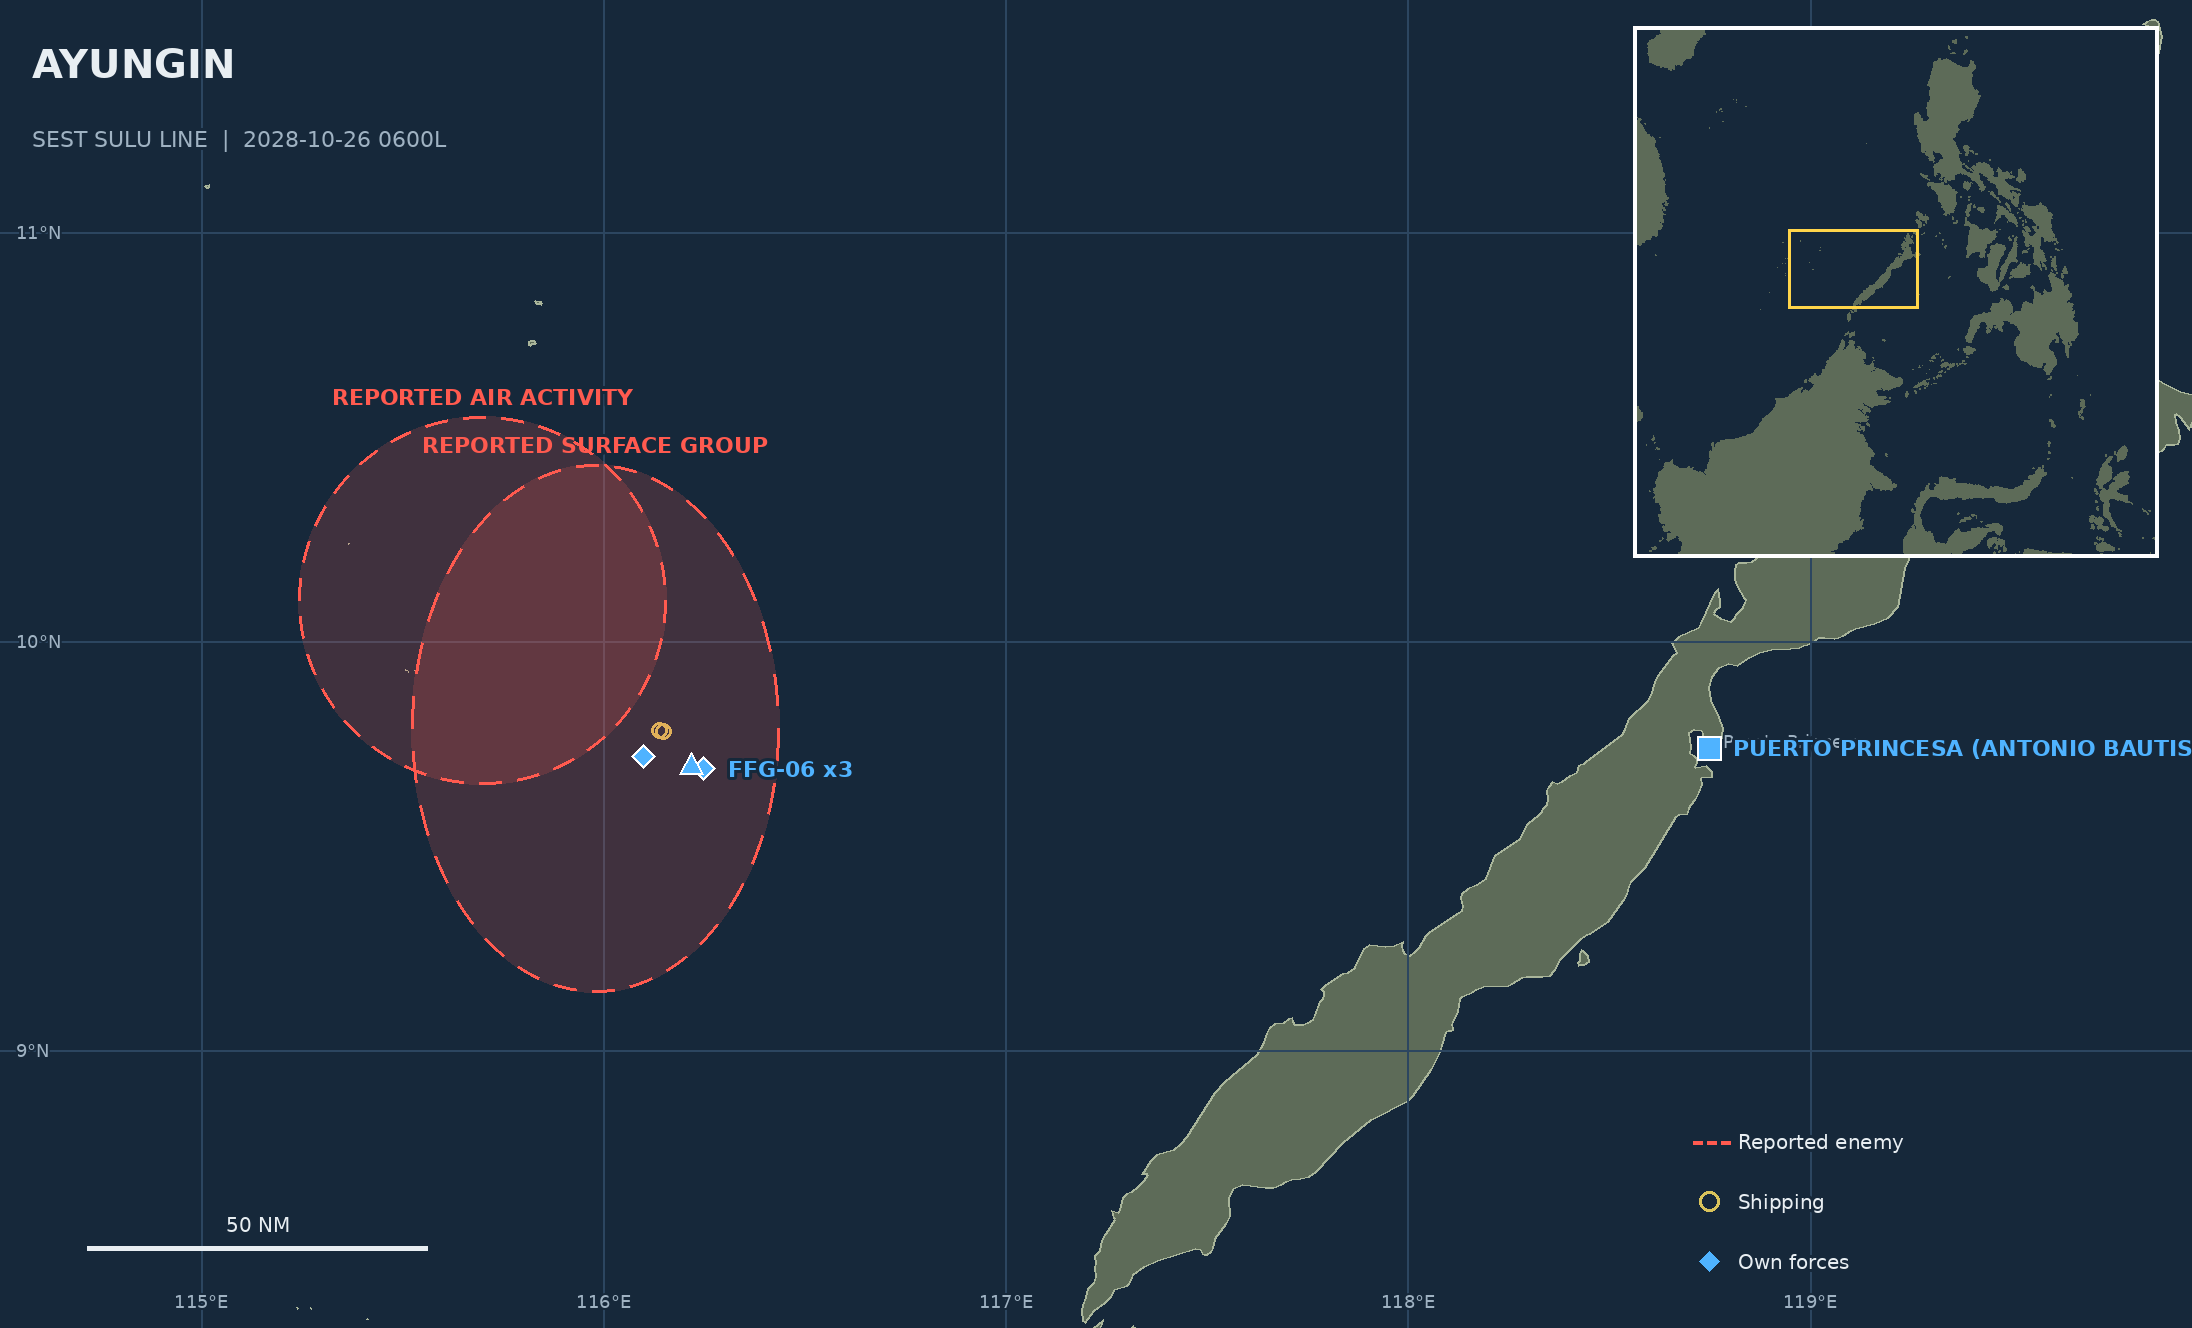 AYUNGIN
SEST SULU LINE | 2028-10-26 0600L
11°N
REPORTED AIR ACTIVITY
REPORTED SURFACE GROUP
10°N
FFG-06 x3
PUERTO PRINCESA (ANTONIO BAUTIS
9°N
Reported enemy
Shipping
50 NM
Own forces
115°E
116°E
117°E
118°E
119°E